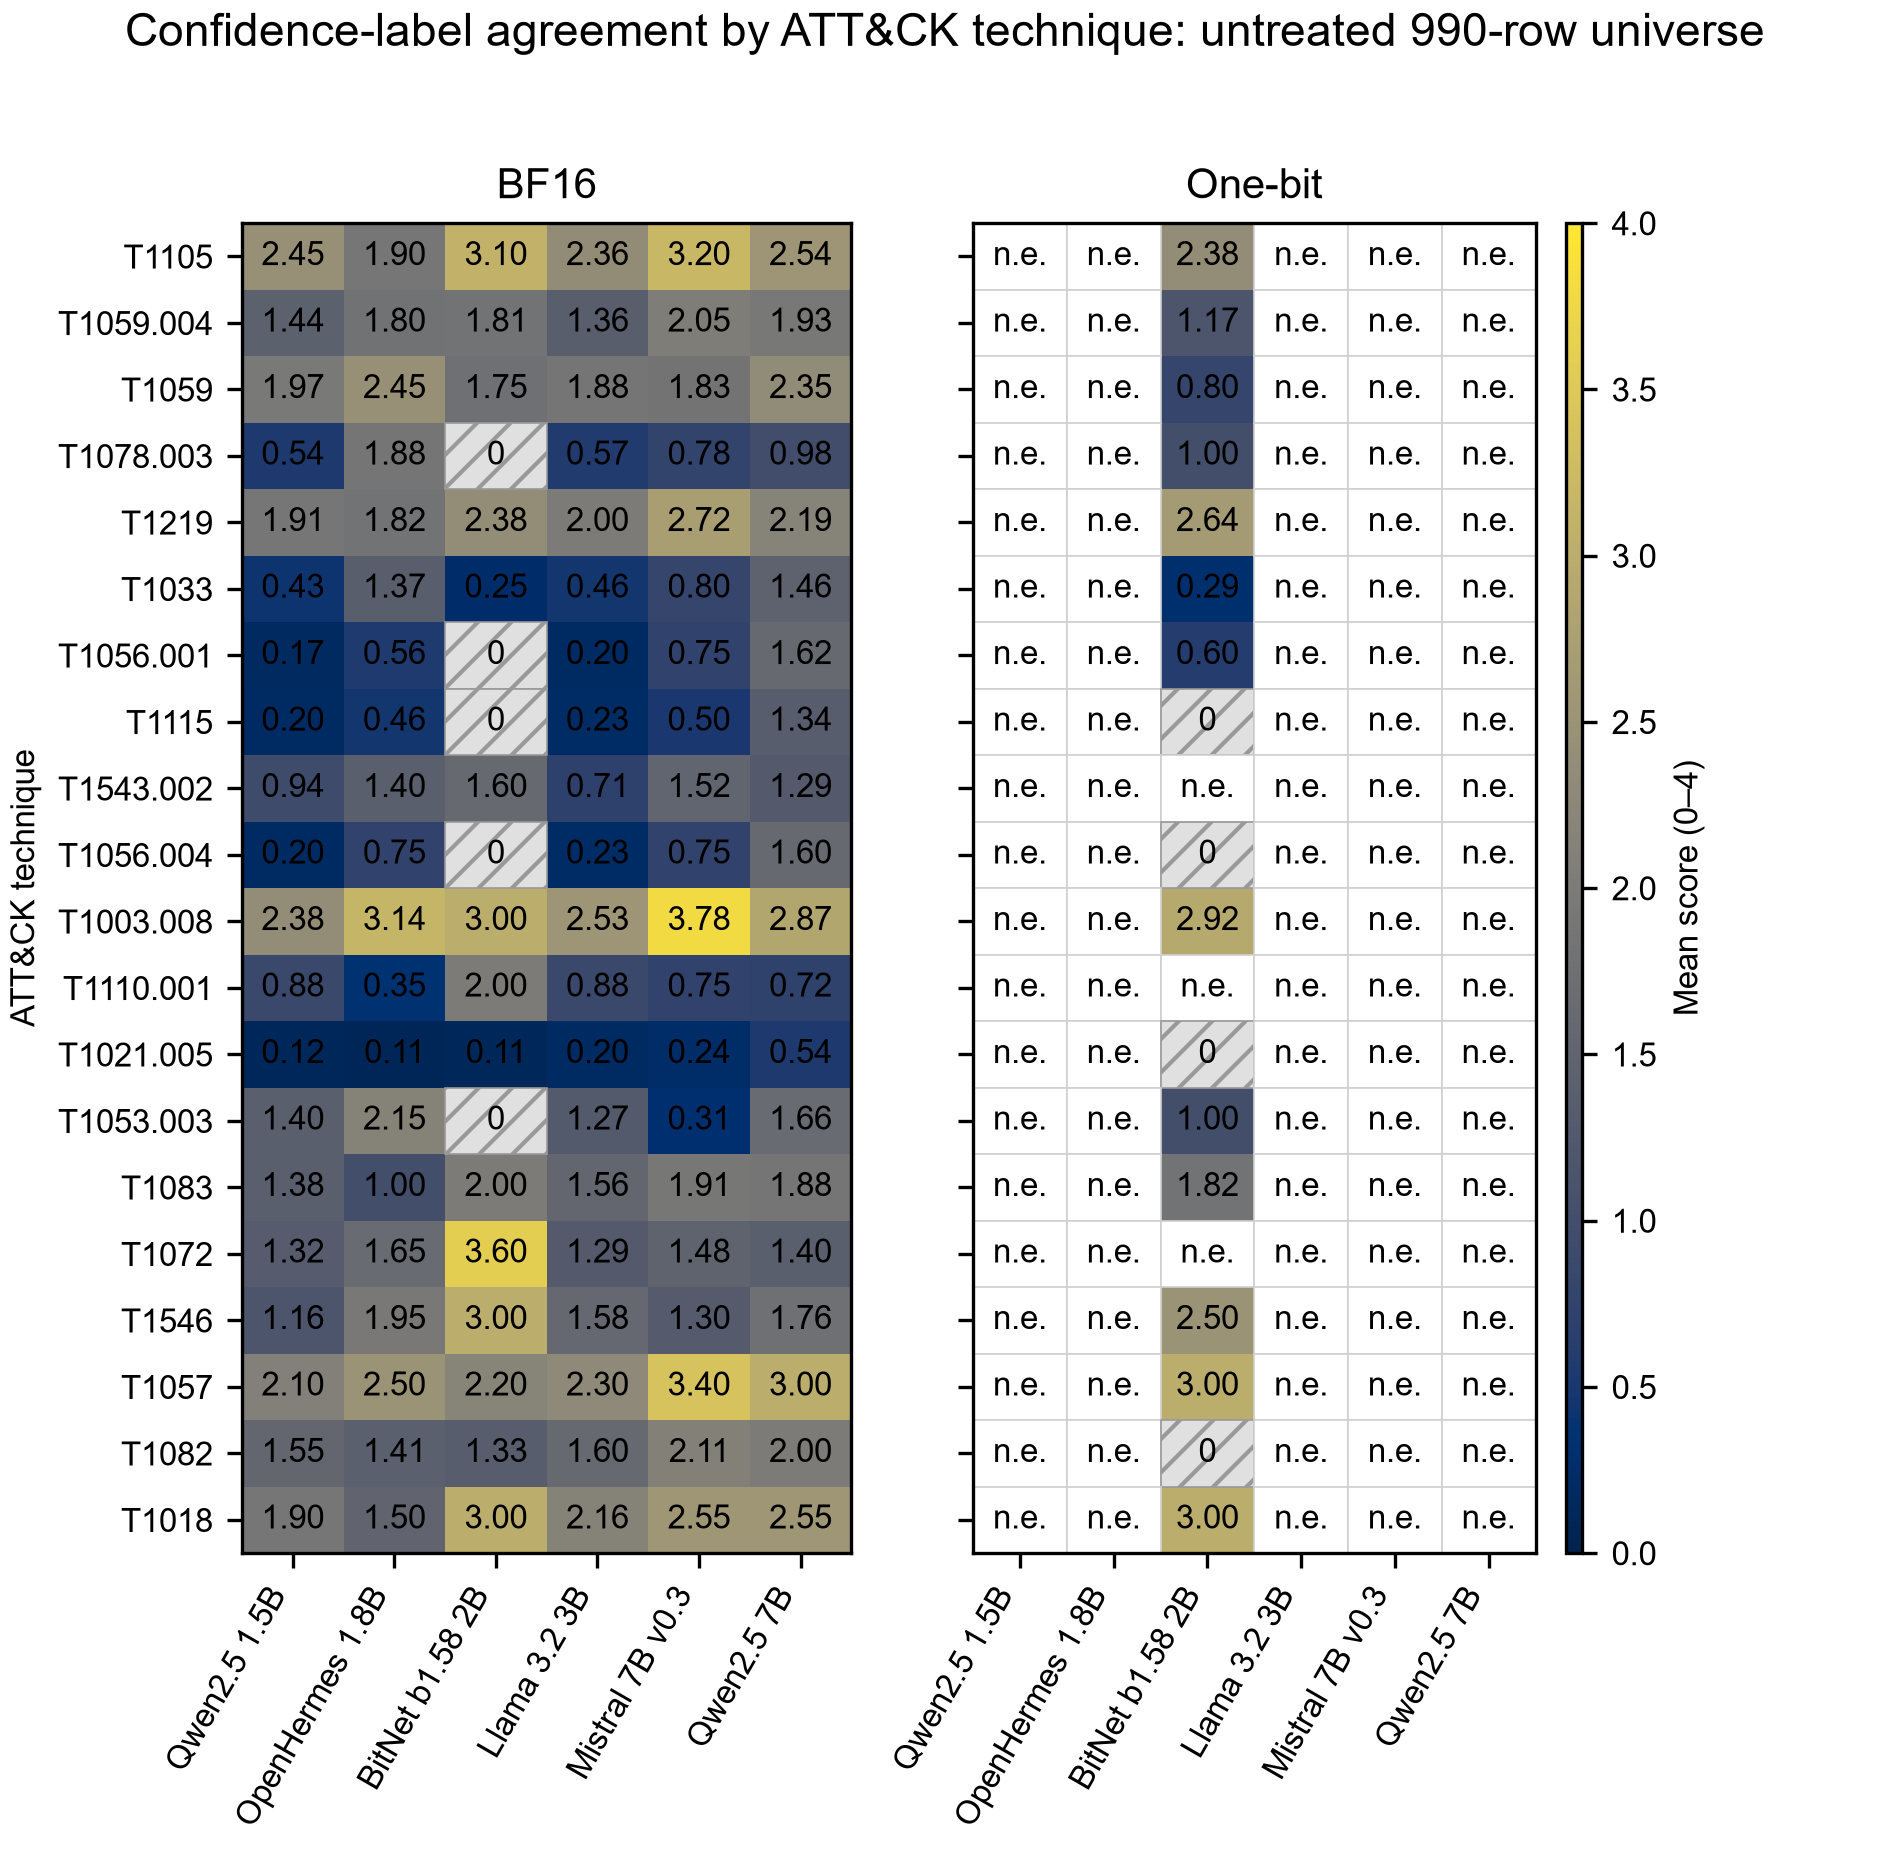 Confidence-label agreement by ATT&CK technique: untreated 990-row universe
BF16
One-bit
T1105 2.45 1.90 3.10 2.36 3.20 2.54 n.e. n.e. 2.38 n.e. n.e. n.e.
T1059.004 1.44 1.80 1.81 1.36 2.05 1.93 n.e. n.e. 1.17 n.e. n.e. n.e.
T1059 1.97 2.45 1.75 1.88 1.83 2.35 n.e. n.e. 0.80 n.e. n.e. n.e.
T1078.003 0.54 1.88 0 0.57 0.78 0.98 n.e. n.e. 1.00 n.e. n.e. n.e.
T1219 1.91 1.82 2.38 2.00 2.72 2.19 n.e. n.e. 2.64 n.e. n.e. n.e.
T1033 0.43 1.37 0.25 0.46 0.80 1.46 n.e. n.e. 0.29 n.e. n.e. n.e.
T1056.001 0.17 0.56 0 0.20 0.75 1.62 n.e. n.e. 0.60 n.e. n.e. n.e.
T1115 0.20 0.46 0 0.23 0.50 1.34 n.e. n.e. 0 n.e. n.e. n.e.
T1543.002 0.94 1.40 1.60 0.71 1.52 1.29 n.e. n.e. n.e. n.e. n.e. n.e.
T1056.004 0.20 0.75 0 0.23 0.75 1.60 n.e. n.e. 0 n.e. n.e. n.e.
T1003.008 2.38 3.14 3.00 2.53 3.78 2.87 n.e. n.e. 2.92 n.e. n.e. n.e.
T1110.001 0.88 0.35 2.00 0.88 0.75 0.72 n.e. n.e. n.e. n.e. n.e. n.e.
T1021.005 0.12 0.11 0.11 0.20 0.24 0.54 n.e. n.e. 0 n.e. n.e. n.e.
T1053.003 1.40 2.15 0 1.27 0.31 1.66 n.e. n.e. 1.00 n.e. n.e. n.e.
T1083 1.38 1.00 2.00 1.56 1.91 1.88 n.e. n.e. 1.82 n.e. n.e. n.e.
T1072 1.32 1.65 3.60 1.29 1.48 1.40 n.e. n.e. n.e. n.e. n.e. n.e.
T1546 1.16 1.95 3.00 1.58 1.30 1.76 n.e. n.e. 2.50 n.e. n.e. n.e.
T1057 2.10 2.50 2.20 2.30 3.40 3.00 n.e. n.e. 3.00 n.e. n.e. n.e.
T1082 1.55 1.41 1.33 1.60 2.11 2.00 n.e. n.e. 0 n.e. n.e. n.e.
T1018 1.90 1.50 3.00 2.16 2.55 2.55 n.e. n.e. 3.00 n.e. n.e. n.e.
ATT&CK technique
Qwen2.5 1.5B
OpenHermes 1.8B
BitNet b1.58 2B
Llama 3.2 3B
Mistral 7B v0.3
Qwen2.5 7B
Qwen2.5 1.5B
OpenHermes 1.8B
BitNet b1.58 2B
Llama 3.2 3B
Mistral 7B v0.3
Qwen2.5 7B
4.0
3.5
3.0
2.5
2.0
1.5
1.0
0.5
0.0
Mean score (0–4)